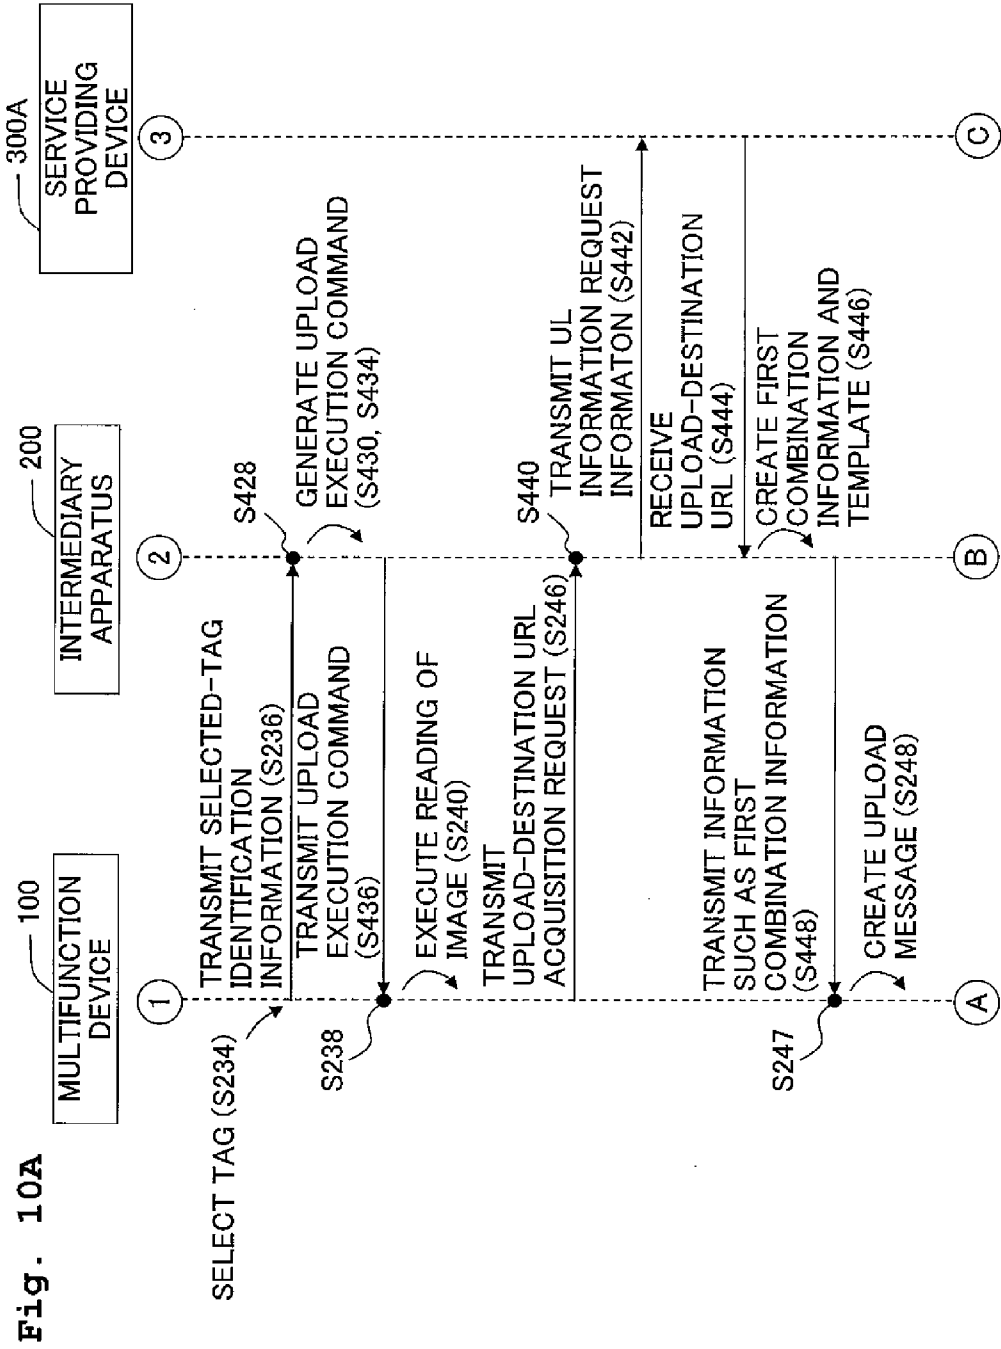 Fig. 10A
100
MULTIFUNCTION
DEVICE
200
INTERMEDIARY
APPARATUS
300A
SERVICE
PROVIDING
DEVICE
1
2
3
SELECT TAG (S234)
TRANSMIT SELECTED-TAG
IDENTIFICATION
INFORMATION (S236)
S428
GENERATE UPLOAD
EXECUTION COMMAND
(S430, S434)
TRANSMIT UPLOAD
EXECUTION COMMAND
(S436)
S238
EXECUTE READING OF
IMAGE (S240)
TRANSMIT
UPLOAD-DESTINATION URL
ACQUISITION REQUEST (S246)
S440
TRANSMIT UL
INFORMATION REQUEST
INFORMATON (S442)
RECEIVE
UPLOAD-DESTINATION
URL (S444)
CREATE FIRST
COMBINATION
INFORMATION AND
TEMPLATE (S446)
TRANSMIT INFORMATION
SUCH AS FIRST
COMBINATION INFORMATION
(S448)
S247
CREATE UPLOAD
MESSAGE (S248)
A
B
C